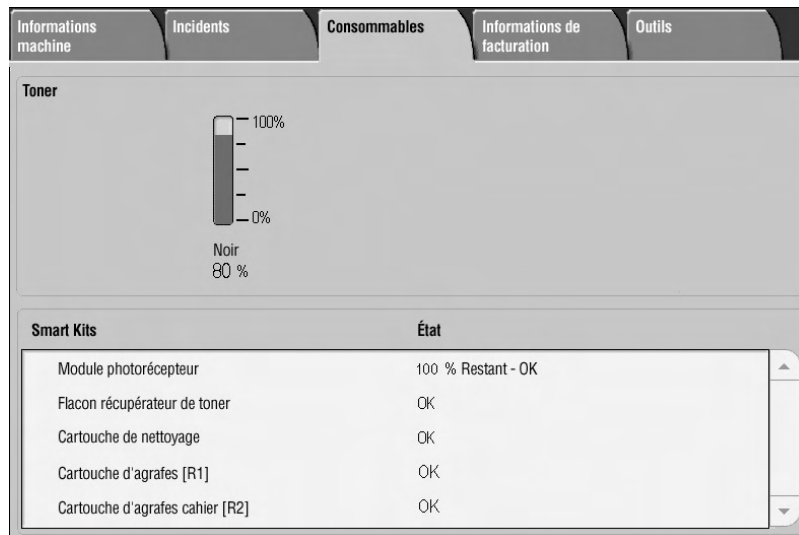 Informations machine
Incidents
Consommables
Informations de facturation
Outils
Toner
100%
0%
Noir
80 %
Smart Kits État
Module photorécepteur 100 % Restant - OK
Flacon récupérateur de toner OK
Cartouche de nettoyage OK
Cartouche d'agrafes [R1] OK
Cartouche d'agrafes cahier [R2] OK